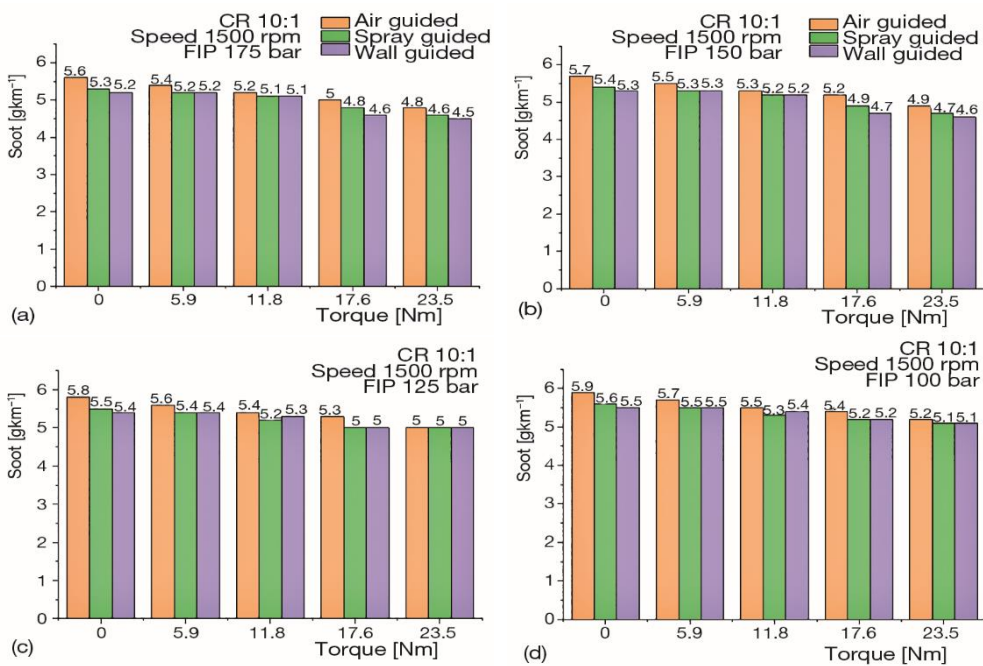 CR 10:1
Speed 1500 rpm
FIP 175 bar
Air guided
Spray guided
Wall guided
Soot [gkm⁻¹]
6
5
4
3
2
1
0
5.6 5.3 5.2
5.4 5.2 5.2
5.2 5.1 5.1
5 4.8 4.6
4.8 4.6 4.5
0 5.9 11.8 17.6 23.5
Torque [Nm]
(a)
CR 10:1
Speed 1500 rpm
FIP 150 bar
Air guided
Spray guided
Wall guided
Soot [gkm⁻¹]
6
5
4
3
2
1
0
5.7 5.4 5.3
5.5 5.3 5.3
5.3 5.2 5.2
5.2 4.9 4.7
4.9 4.7 4.6
0 5.9 11.8 17.6 23.5
Torque [Nm]
(b)
CR 10:1
Speed 1500 rpm
FIP 125 bar
Soot [gkm⁻¹]
6
5
4
3
2
1
0
5.8 5.5 5.4
5.6 5.4 5.4
5.4 5.2 5.3
5.3 5 5
5 5 5
0 5.9 11.8 17.6 23.5
Torque [Nm]
(c)
CR 10:1
Speed 1500 rpm
FIP 100 bar
Soot [gkm⁻¹]
6
5
4
3
2
1
0
5.9 5.6 5.5
5.7 5.5 5.5
5.5 5.3 5.4
5.4 5.2 5.2
5.2 5.1 5.1
0 5.9 11.8 17.6 23.5
Torque [Nm]
(d)